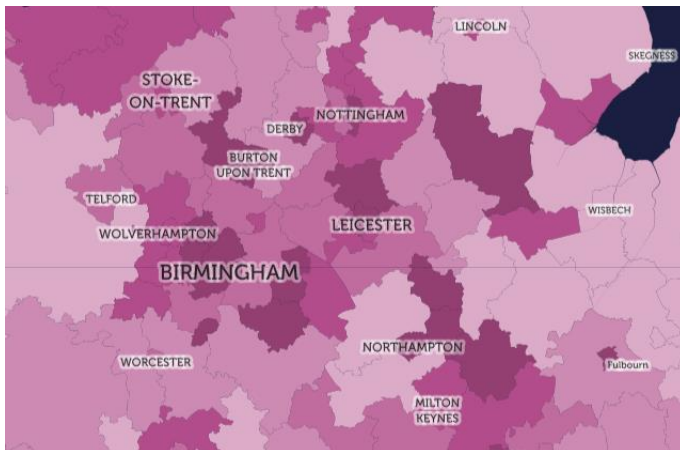 LINCOLN
SKEGNESS
STOKE-
ON-TRENT
NOTTINGHAM
DERBY
BURTON
UPON TRENT
TELFORD
WISBECH
LEICESTER
WOLVERHAMPTON
BIRMINGHAM
NORTHAMPTON
WORCESTER
Fulbourn
MILTON
KEYNES